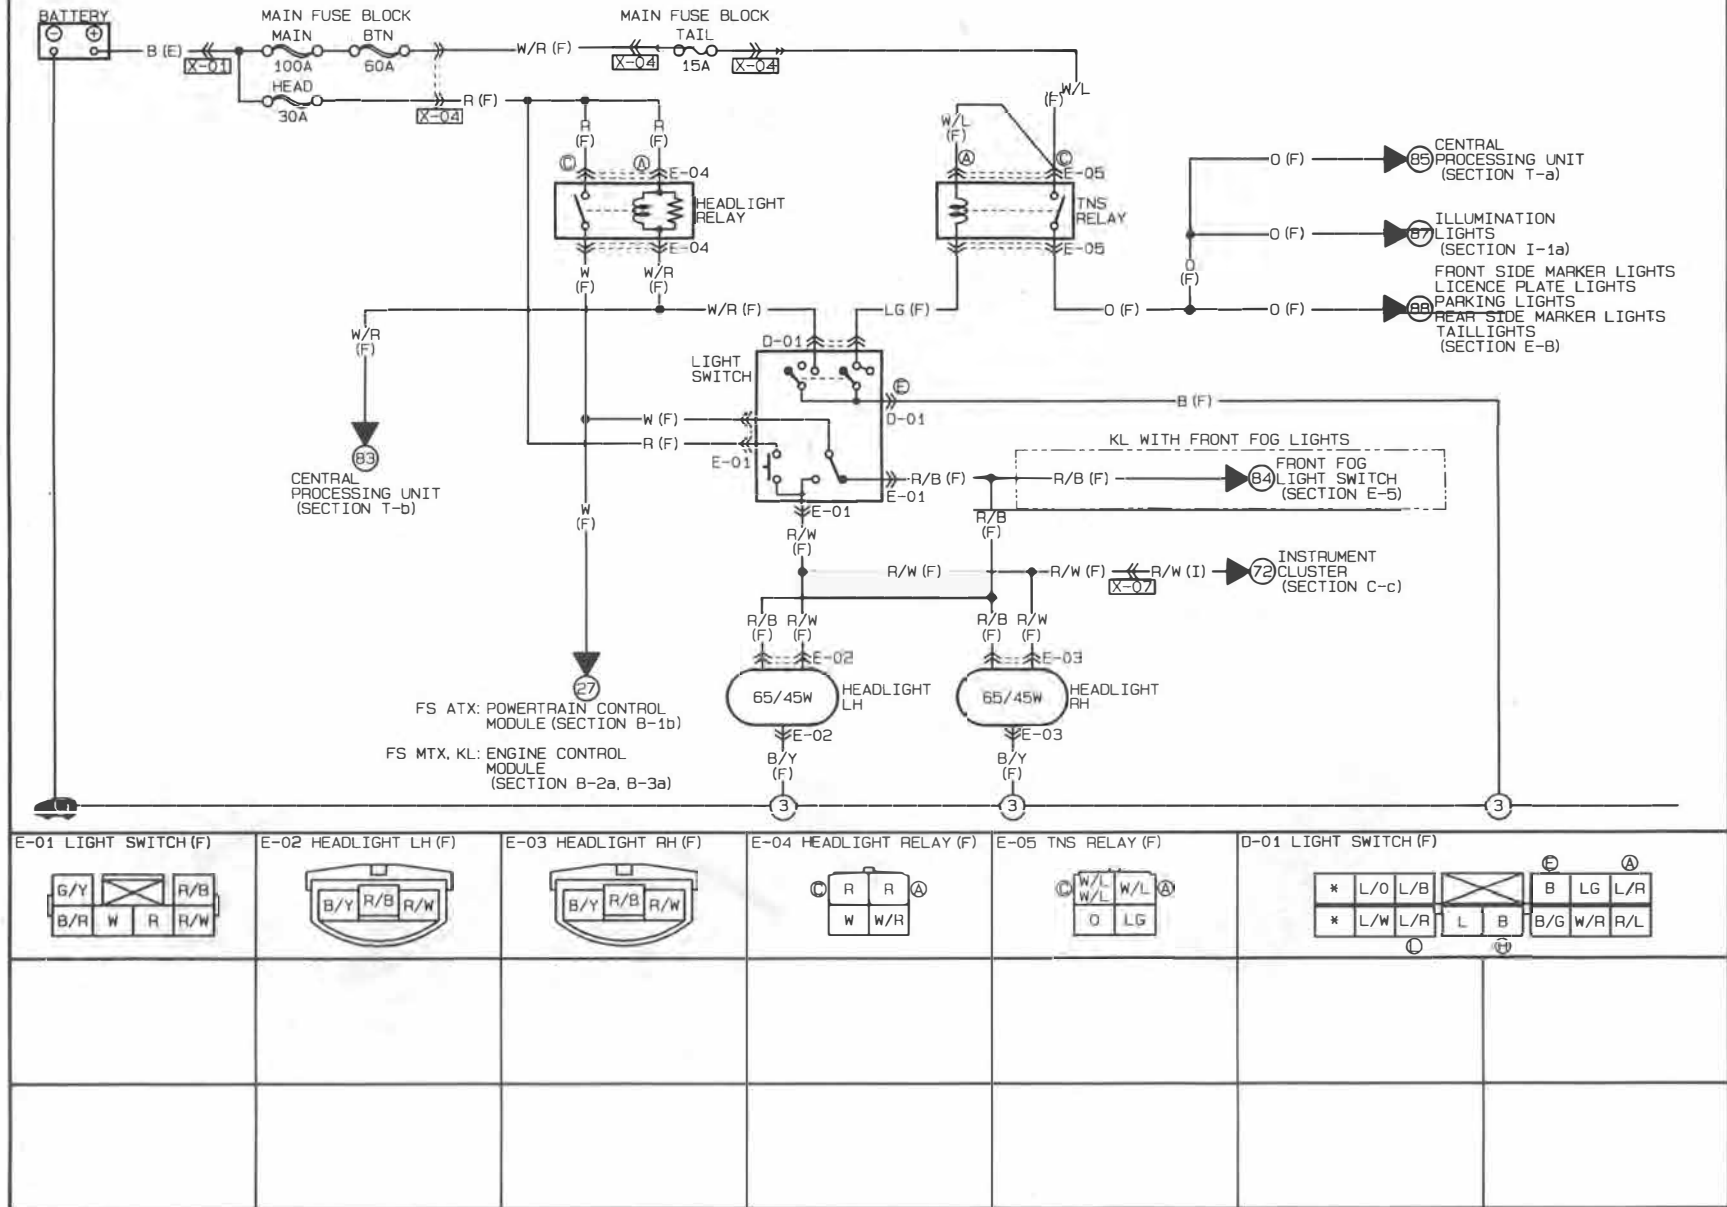 BATTERY
MAIN FUSE BLOCK
MAIN FUSE BLOCK
MAIN
BTN
TAIL
B (E)
X-01
100A
60A
W/R (F)
X-04
15A
X-04
HEAD
30A
R (F)
X-04
W/L
(F)
R
(F)
R
(F)
W/L
(F)
C
A
E-04
A
C
E-05
HEADLIGHT
RELAY
TNS
RELAY
E-04
E-05
O (F)
85
CENTRAL
PROCESSING UNIT
(SECTION T-a)
O (F)
87
ILLUMINATION
LIGHTS
(SECTION I-1a)
O
(F)
W
(F)
W/R
(F)
W/R (F)
LG (F)
O (F)
O (F)
88
FRONT SIDE MARKER LIGHTS
LICENCE PLATE LIGHTS
PARKING LIGHTS
REAR SIDE MARKER LIGHTS
TAILLIGHTS
(SECTION E-B)
W/R
(F)
D-01
LIGHT
SWITCH
E
B (F)
D-01
W (F)
R (F)
E-01
83
CENTRAL
PROCESSING UNIT
(SECTION T-b)
KL WITH FRONT FOG LIGHTS
R/B (F)
R/B (F)
84
FRONT FOG
LIGHT SWITCH
(SECTION E-5)
E-01
E-01
W
(F)
R/W
(F)
R/B
(F)
R/W (F)
R/W (F)
R/W (I)
X-07
72
INSTRUMENT
CLUSTER
(SECTION C-c)
R/B
(F)
R/W
(F)
R/B
(F)
R/W
(F)
E-02
E-03
65/45W
HEADLIGHT
LH
65/45W
HEADLIGHT
RH
27
FS ATX: POWERTRAIN CONTROL
MODULE (SECTION B-1b)
FS MTX, KL: ENGINE CONTROL
MODULE
(SECTION B-2a, B-3a)
E-02
E-03
B/Y
(F)
B/Y
(F)
3
3
3
E-01 LIGHT SWITCH (F)
G/Y R/B
B/R W R R/W
E-02 HEADLIGHT LH (F)
B/Y R/B R/W
E-03 HEADLIGHT RH (F)
B/Y R/B R/W
E-04 HEADLIGHT RELAY (F)
C R R A
W W/R
E-05 TNS RELAY (F)
C W/L W/L W/L A
O LG
D-01 LIGHT SWITCH (F)
E A
* L/O L/B B LG L/R
* L/W L/R L B B/G W/R R/L
L H